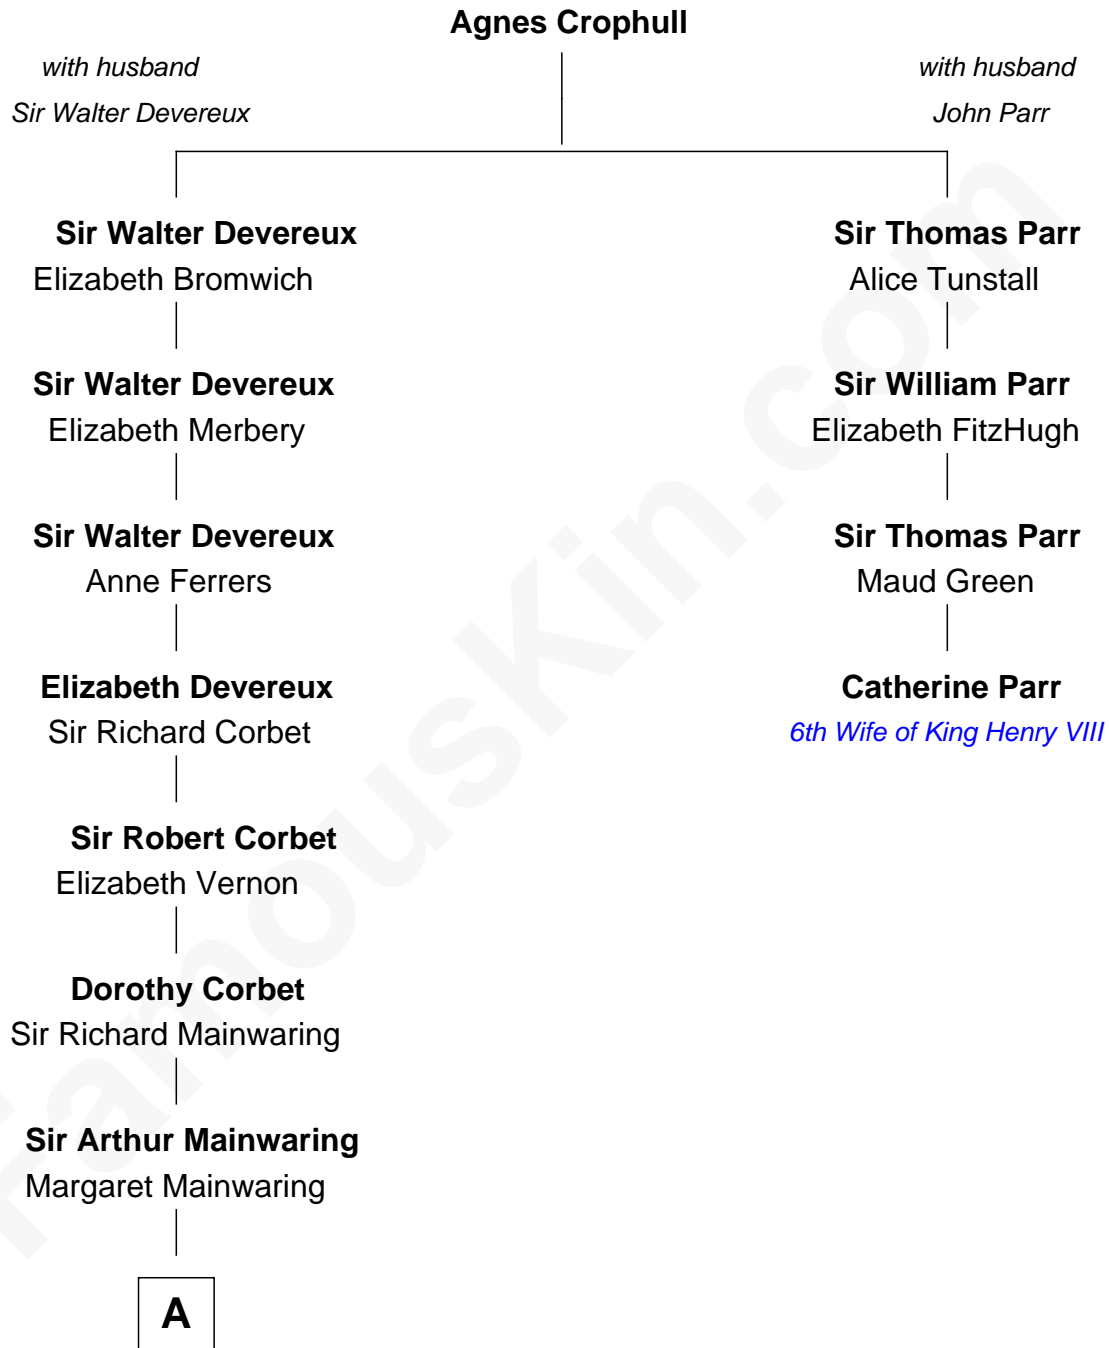 Agnes Crophull
with husband
Sir Walter Devereux
with husband
John Parr
Sir Walter Devereux
Elizabeth Bromwich
Sir Thomas Parr
Alice Tunstall
Sir Walter Devereux
Elizabeth Merbery
Sir William Parr
Elizabeth FitzHugh
Sir Walter Devereux
Anne Ferrers
Sir Thomas Parr
Maud Green
Elizabeth Devereux
Sir Richard Corbet
Catherine Parr
6th Wife of King Henry VIII
Sir Robert Corbet
Elizabeth Vernon
Dorothy Corbet
Sir Richard Mainwaring
Sir Arthur Mainwaring
Margaret Mainwaring
A
FamousKin.com